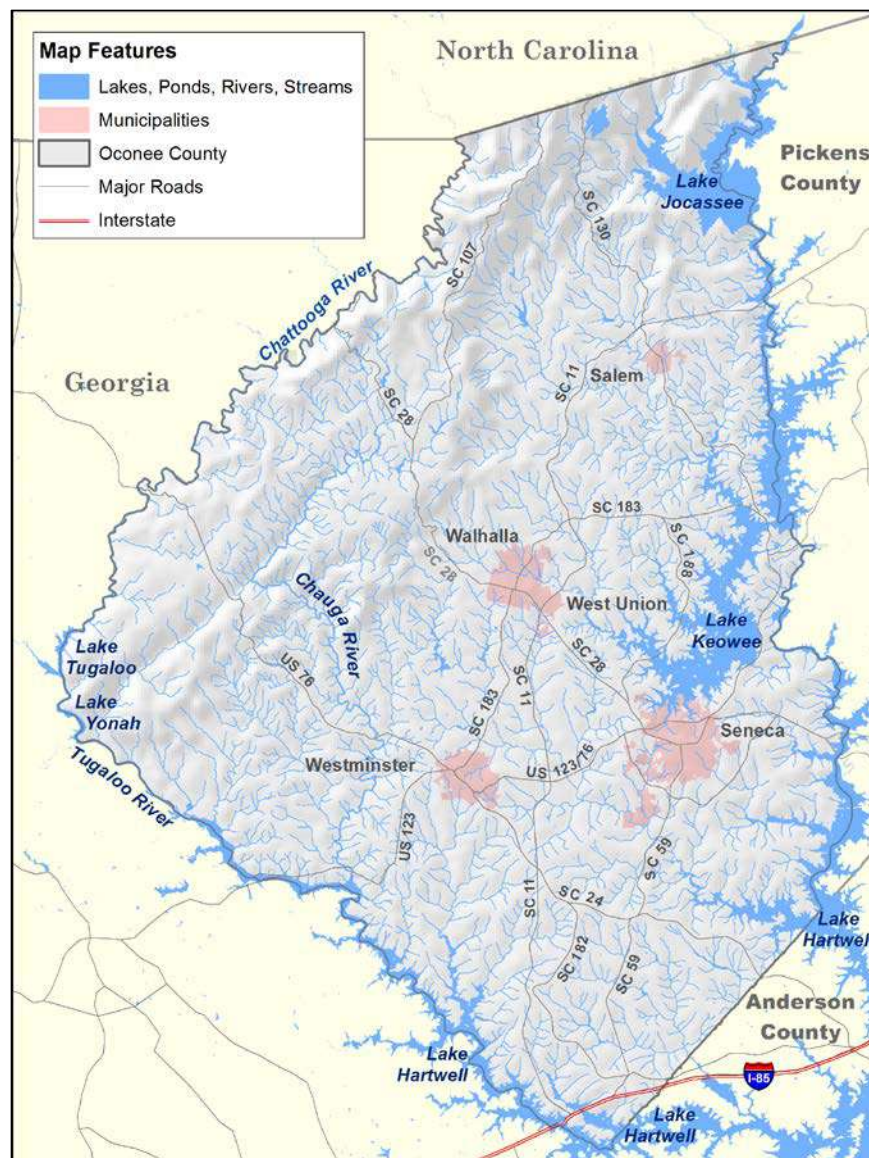 Map Features
Lakes, Ponds, Rivers, Streams
Municipalities
Oconee County
Major Roads
Interstate
North Carolina
Pickens
County
Lake
Jocassee
SC 130
SC 107
Chattooga River
Georgia
Salem
SC 11
SC 28
SC 183
Walhalla
SC 188
SC 28
West Union
Chauga River
Lake
Keowee
Lake
Tugaloo
US 76
SC 28
SC 11
SC 183
Lake
Yonah
Seneca
Tugaloo River
Westminster
US 123/76
US 123
SC 59
SC 11
SC 24
Lake
Hartwell
SC 182
SC 59
Anderson
County
Lake
Hartwell
I-85
Lake
Hartwell